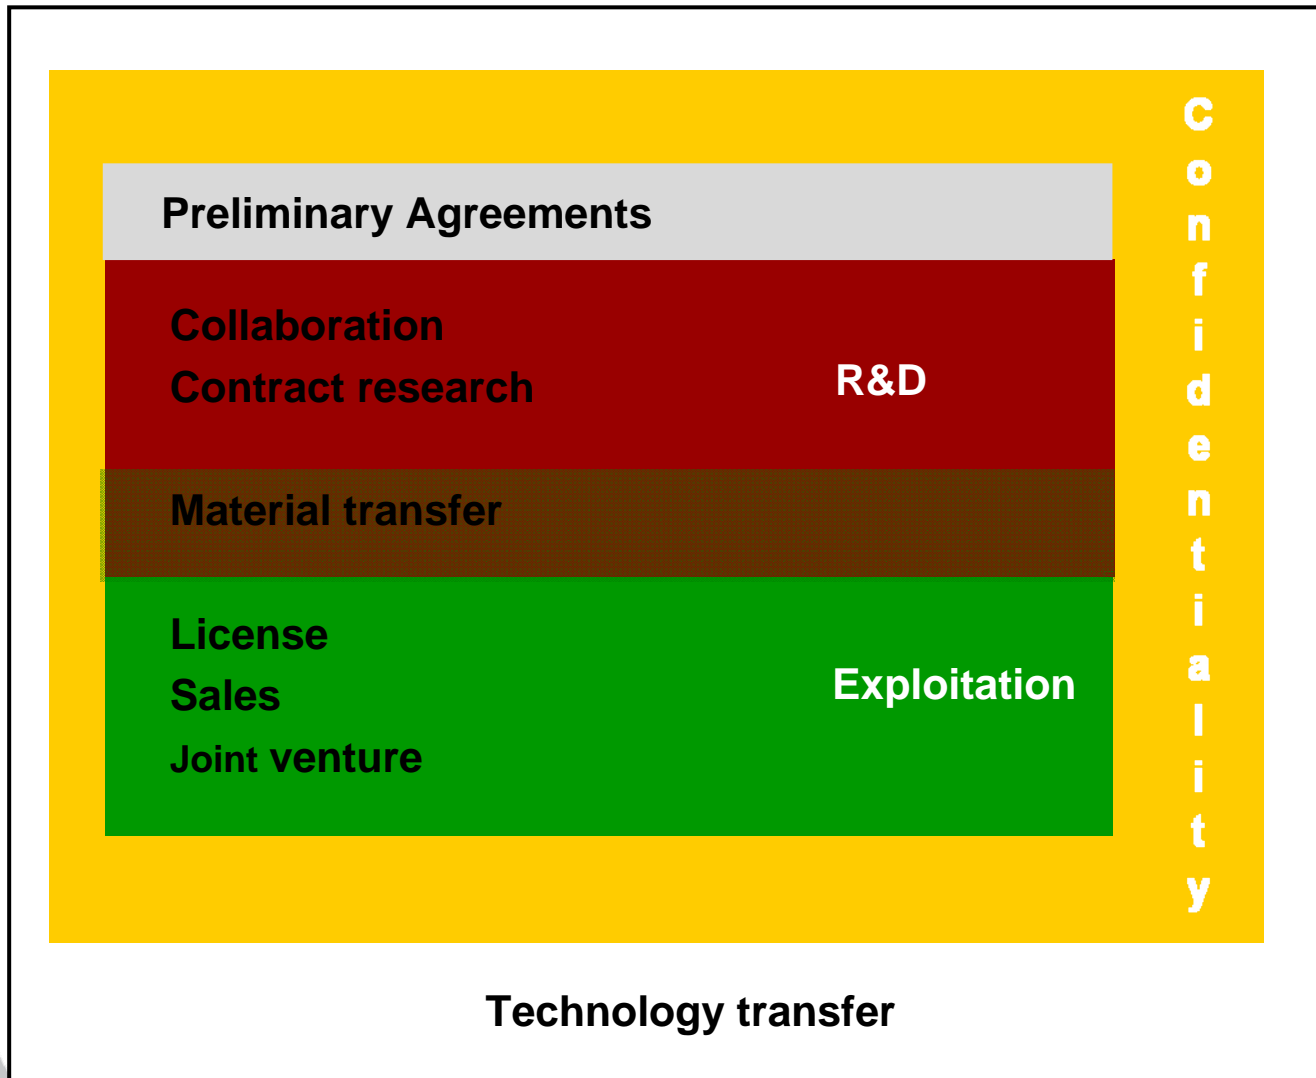 Preliminary Agreements
Collaboration
Contract research
R&D
Material transfer
License
Sales
Exploitation
Joint venture
Confidentiality
Technology transfer